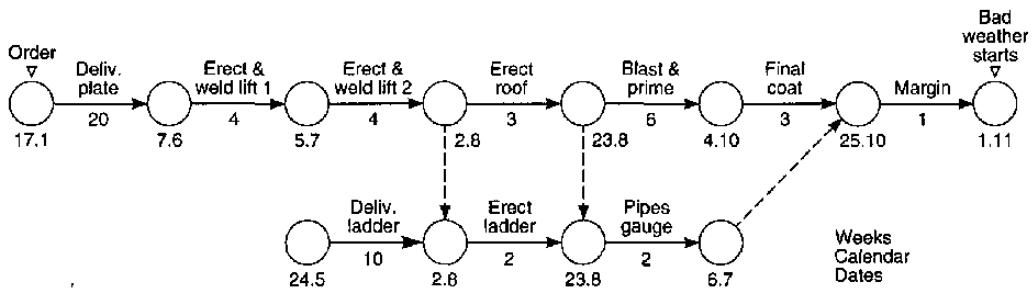 Order
Deliv.
plate
20
Erect &
weld lift 1
4
Erect &
weld lift 2
4
Erect
roof
3
Blast &
prime
6
Final
coat
3
Margin
1
Bad
weather
starts
17.1
7.6
5.7
2.8
23.8
4.10
25.10
1.11
Deliv.
ladder
10
Erect
ladder
2
Pipes
gauge
2
24.5
2.8
23.8
6.7
Weeks
Calendar
Dates